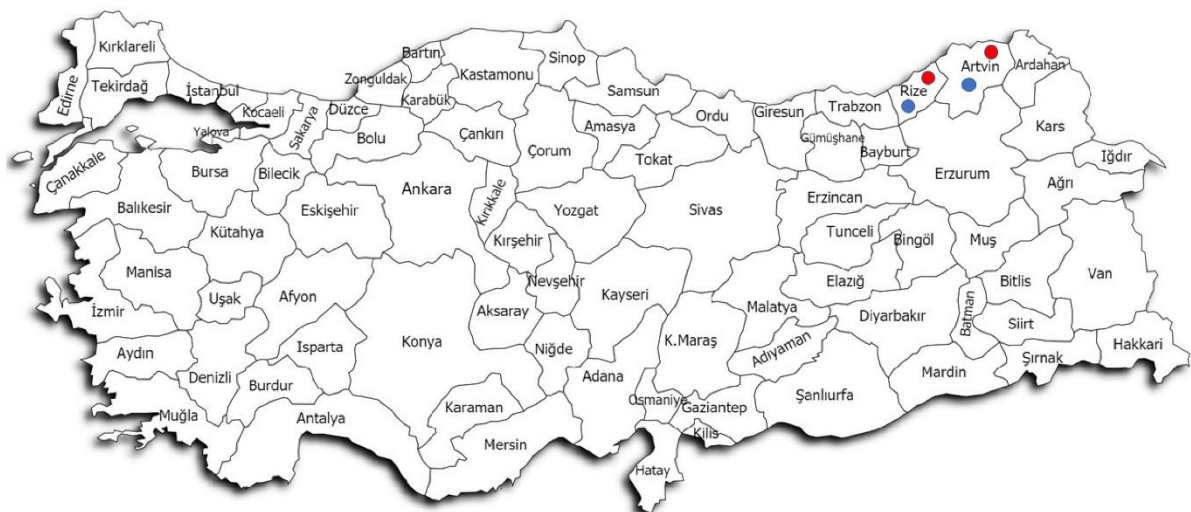 Kırklareli
Edirne
Tekirdağ
İstanbul
Kocaeli
Yalova
Sakarya
Düzce
Zonguldak
Bartın
Karabük
Kastamonu
Sinop
Samsun
Ordu
Giresun
Trabzon
Rize
Artvin
Ardahan
Çanakkale
Bursa
Bilecik
Bolu
Çankırı
Çorum
Amasya
Tokat
Gümüşhane
Bayburt
Erzurum
Kars
Iğdır
Balıkesir
Kütahya
Eskişehir
Ankara
Kırıkkale
Yozgat
Sivas
Erzincan
Ağrı
Kırşehir
Tunceli
Bingöl
Muş
Manisa
Uşak
Afyon
Nevşehir
Kayseri
Malatya
Elazığ
Bitlis
Van
İzmir
Konya
Aksaray
Diyarbakır
Batman
Siirt
Aydın
Denizli
Isparta
Niğde
K.Maraş
Adıyaman
Mardin
Şırnak
Hakkari
Burdur
Adana
Şanlıurfa
Muğla
Antalya
Karaman
Mersin
Osmaniye
Gaziantep
Kilis
Hatay